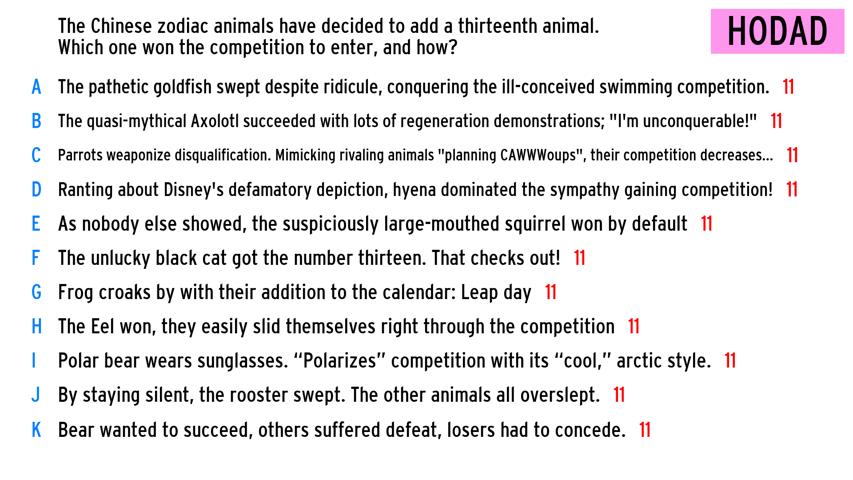 The Chinese zodiac animals have decided to add a thirteenth animal.
Which one won the competition to enter, and how?
HODAD
A The pathetic goldfish swept despite ridicule, conquering the ill-conceived swimming competition. 11
B The quasi-mythical Axolotl succeeded with lots of regeneration demonstrations; "I'm unconquerable!" 11
C Parrots weaponize disqualification. Mimicking rivaling animals "planning CAWWWoups", their competition decreases... 11
D Ranting about Disney's defamatory depiction, hyena dominated the sympathy gaining competition! 11
E As nobody else showed, the suspiciously large-mouthed squirrel won by default 11
F The unlucky black cat got the number thirteen. That checks out! 11
G Frog croaks by with their addition to the calendar: Leap day 11
H The Eel won, they easily slid themselves right through the competition 11
I Polar bear wears sunglasses. “Polarizes” competition with its “cool,” arctic style. 11
J By staying silent, the rooster swept. The other animals all overslept. 11
K Bear wanted to succeed, others suffered defeat, losers had to concede. 11